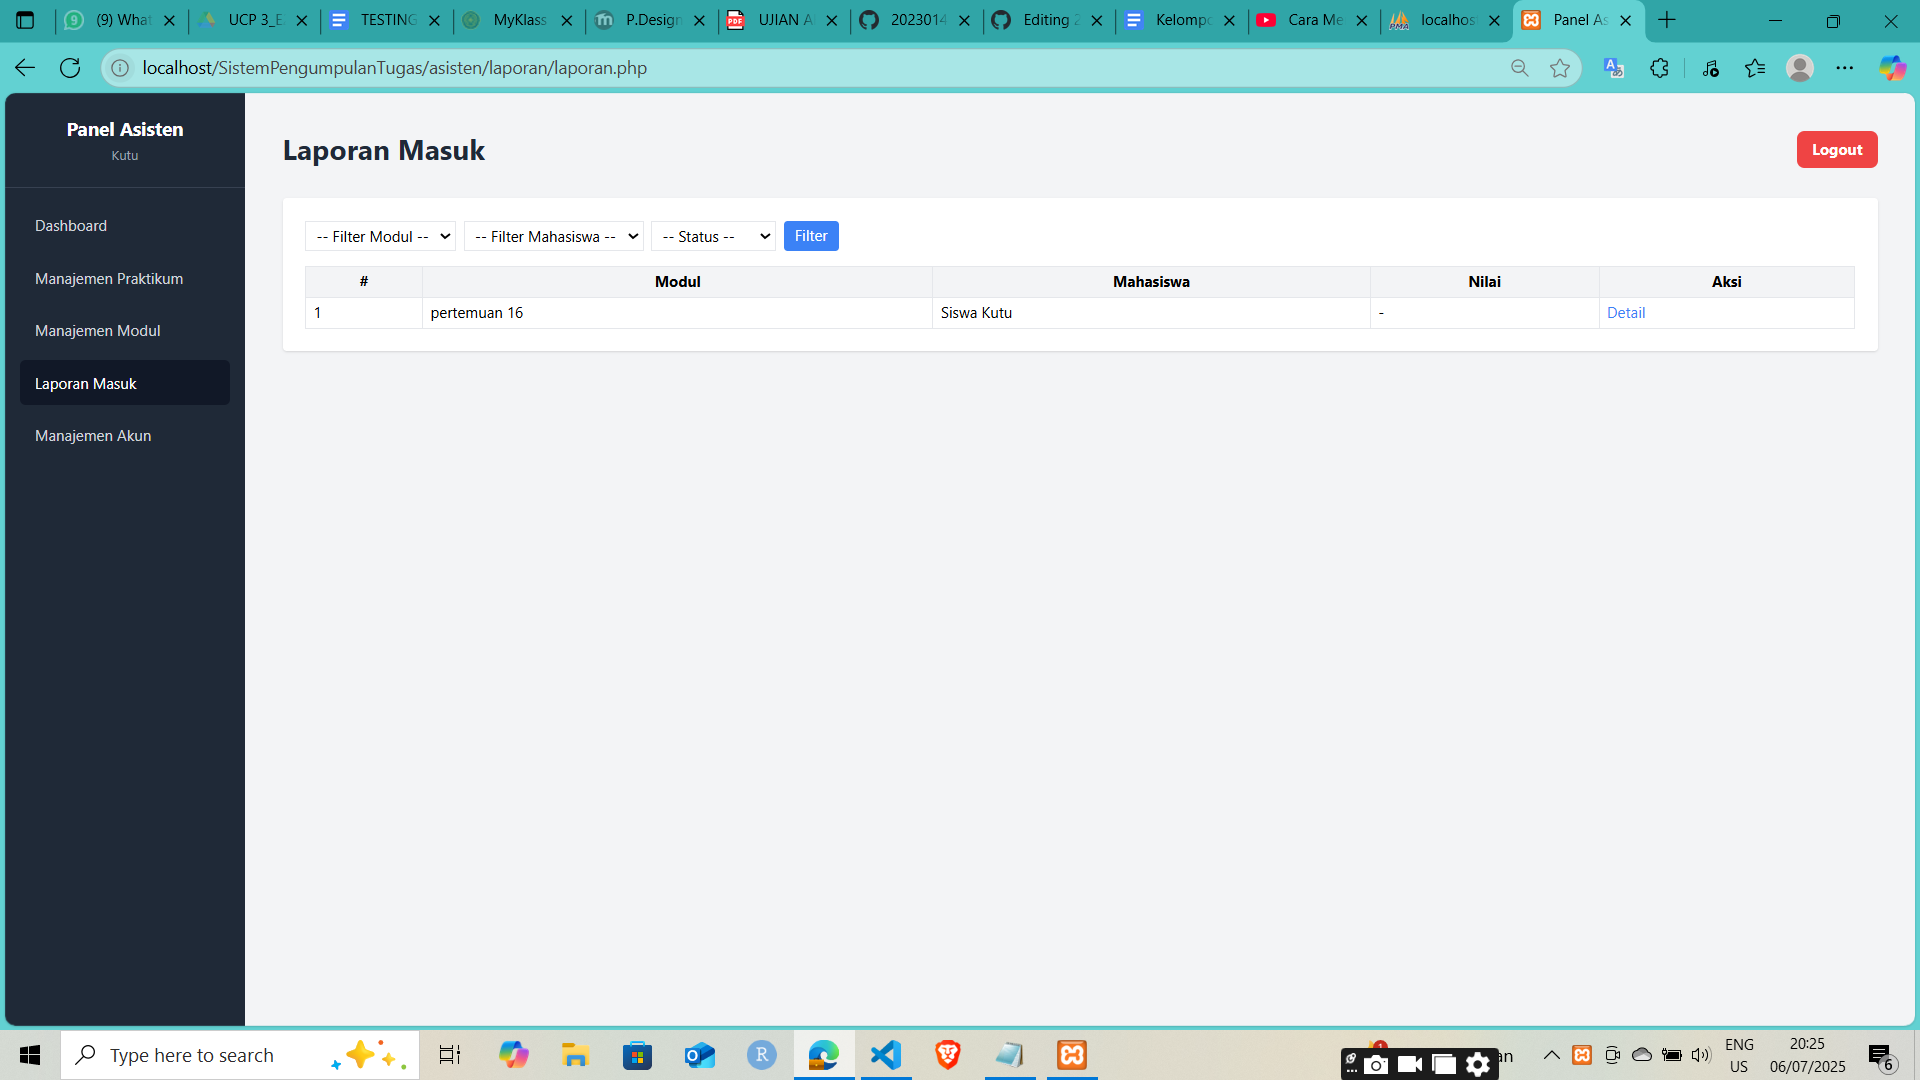 (9) What
UCP 3_E
TESTING
MyKlass
P.Design
UJIAN A
2023014
Editing 2
Kelompo
Cara Me
localhos
Panel As
localhost/SistemPengumpulanTugas/asisten/laporan/laporan.php
Panel Asisten
Kutu
Dashboard
Manajemen Praktikum
Manajemen Modul
Laporan Masuk
Manajemen Akun
Laporan Masuk
Logout
-- Filter Modul --
-- Filter Mahasiswa --
-- Status --
Filter
# Modul Mahasiswa Nilai Aksi
1 pertemuan 16 Siswa Kutu - Detail
Type here to search
an
ENG
US
20:25
06/07/2025
6